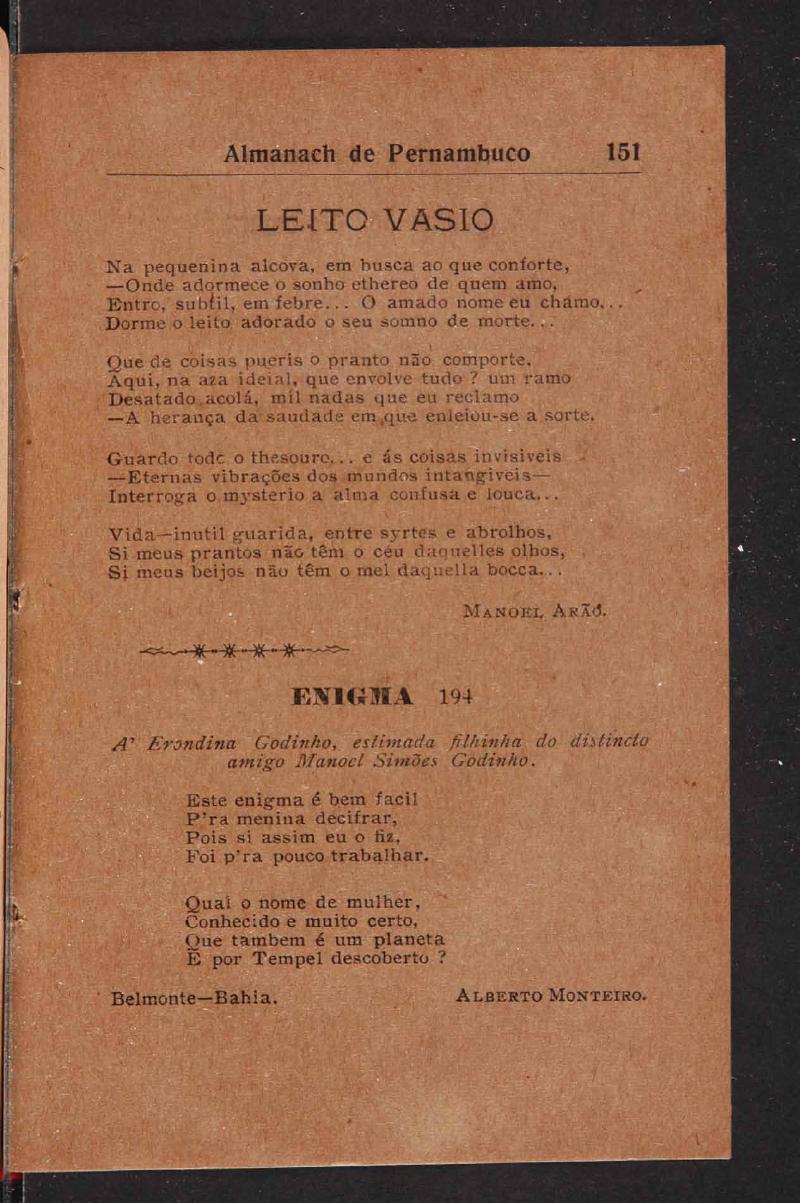 Almanach de Pernambuco 151
LEITO VASIO
Na pequenina alcova, em busca ao que conforte,
—Onde adormece o sonho ethereo de quem amo,
Entro, subtil, em febre... O amado nome eu chamo...
Dorme o leito adorado o seu somno de morte...
Que de coisas pueris o pranto não comporte.
Aqui, na aza ideial, que envolve tudo ? um ramo
Desatado acolá, mil nadas que eu reclamo
—A herança da saudade em que enleiou-se a sorte.
Guardo todo o thesouro... e ás coisas invisiveis
—Eternas vibrações dos mundos intangiveis—
Interroga o mysterio a alma confusa e louca...
Vida—inutil guarida, entre syrtes e abrolhos,
Si meus prantos não têm o céu daquelles olhos,
Si meus beijos não têm o mel daquella bocca...
MANOEL ARÃO.
ENIGMA 194
A' Erondina Godinho, estimada filhinha do distincto
amigo Manoel Simões Godinho.
Este enigma é bem facil
P'ra menina decifrar,
Pois si assim eu o fiz,
Foi p'ra pouco trabalhar.
Qual o nome de mulher,
Conhecido e muito certo,
Que tambem é um planeta
E por Tempel descoberto ?
Belmonte—Bahia. ALBERTO MONTEIRO.